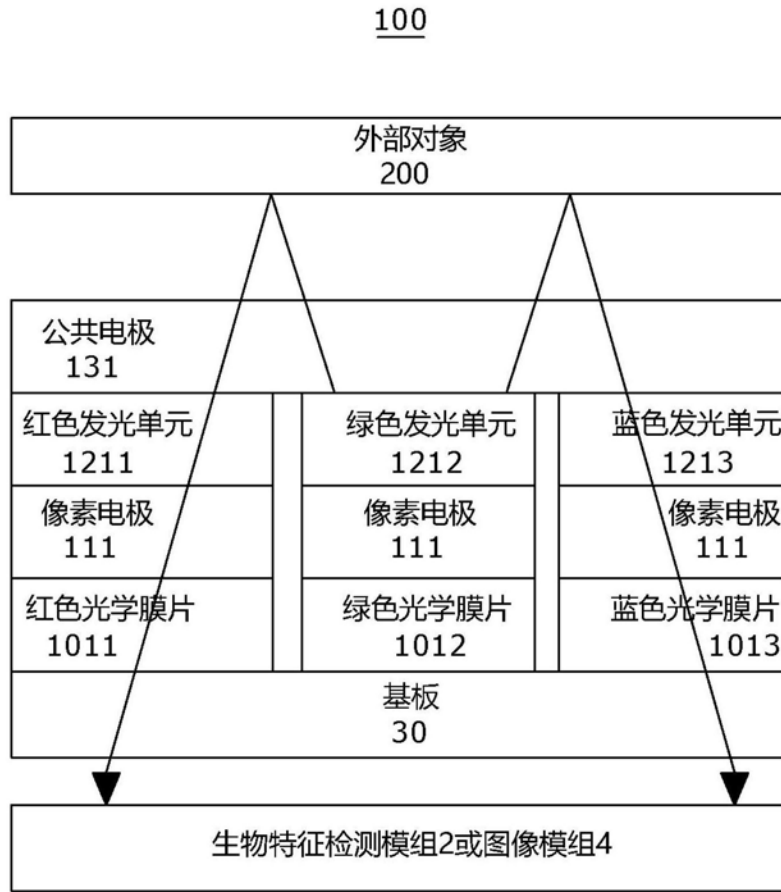 100
外部对象
200
公共电极
131
红色发光单元 绿色发光单元 蓝色发光单元
1211 1212 1213
像素电极 像素电极 像素电极
111 111 111
红色光学膜片 绿色光学膜片 蓝色光学膜片
1011 1012 1013
基板
30
生物特征检测模组2或图像模组4